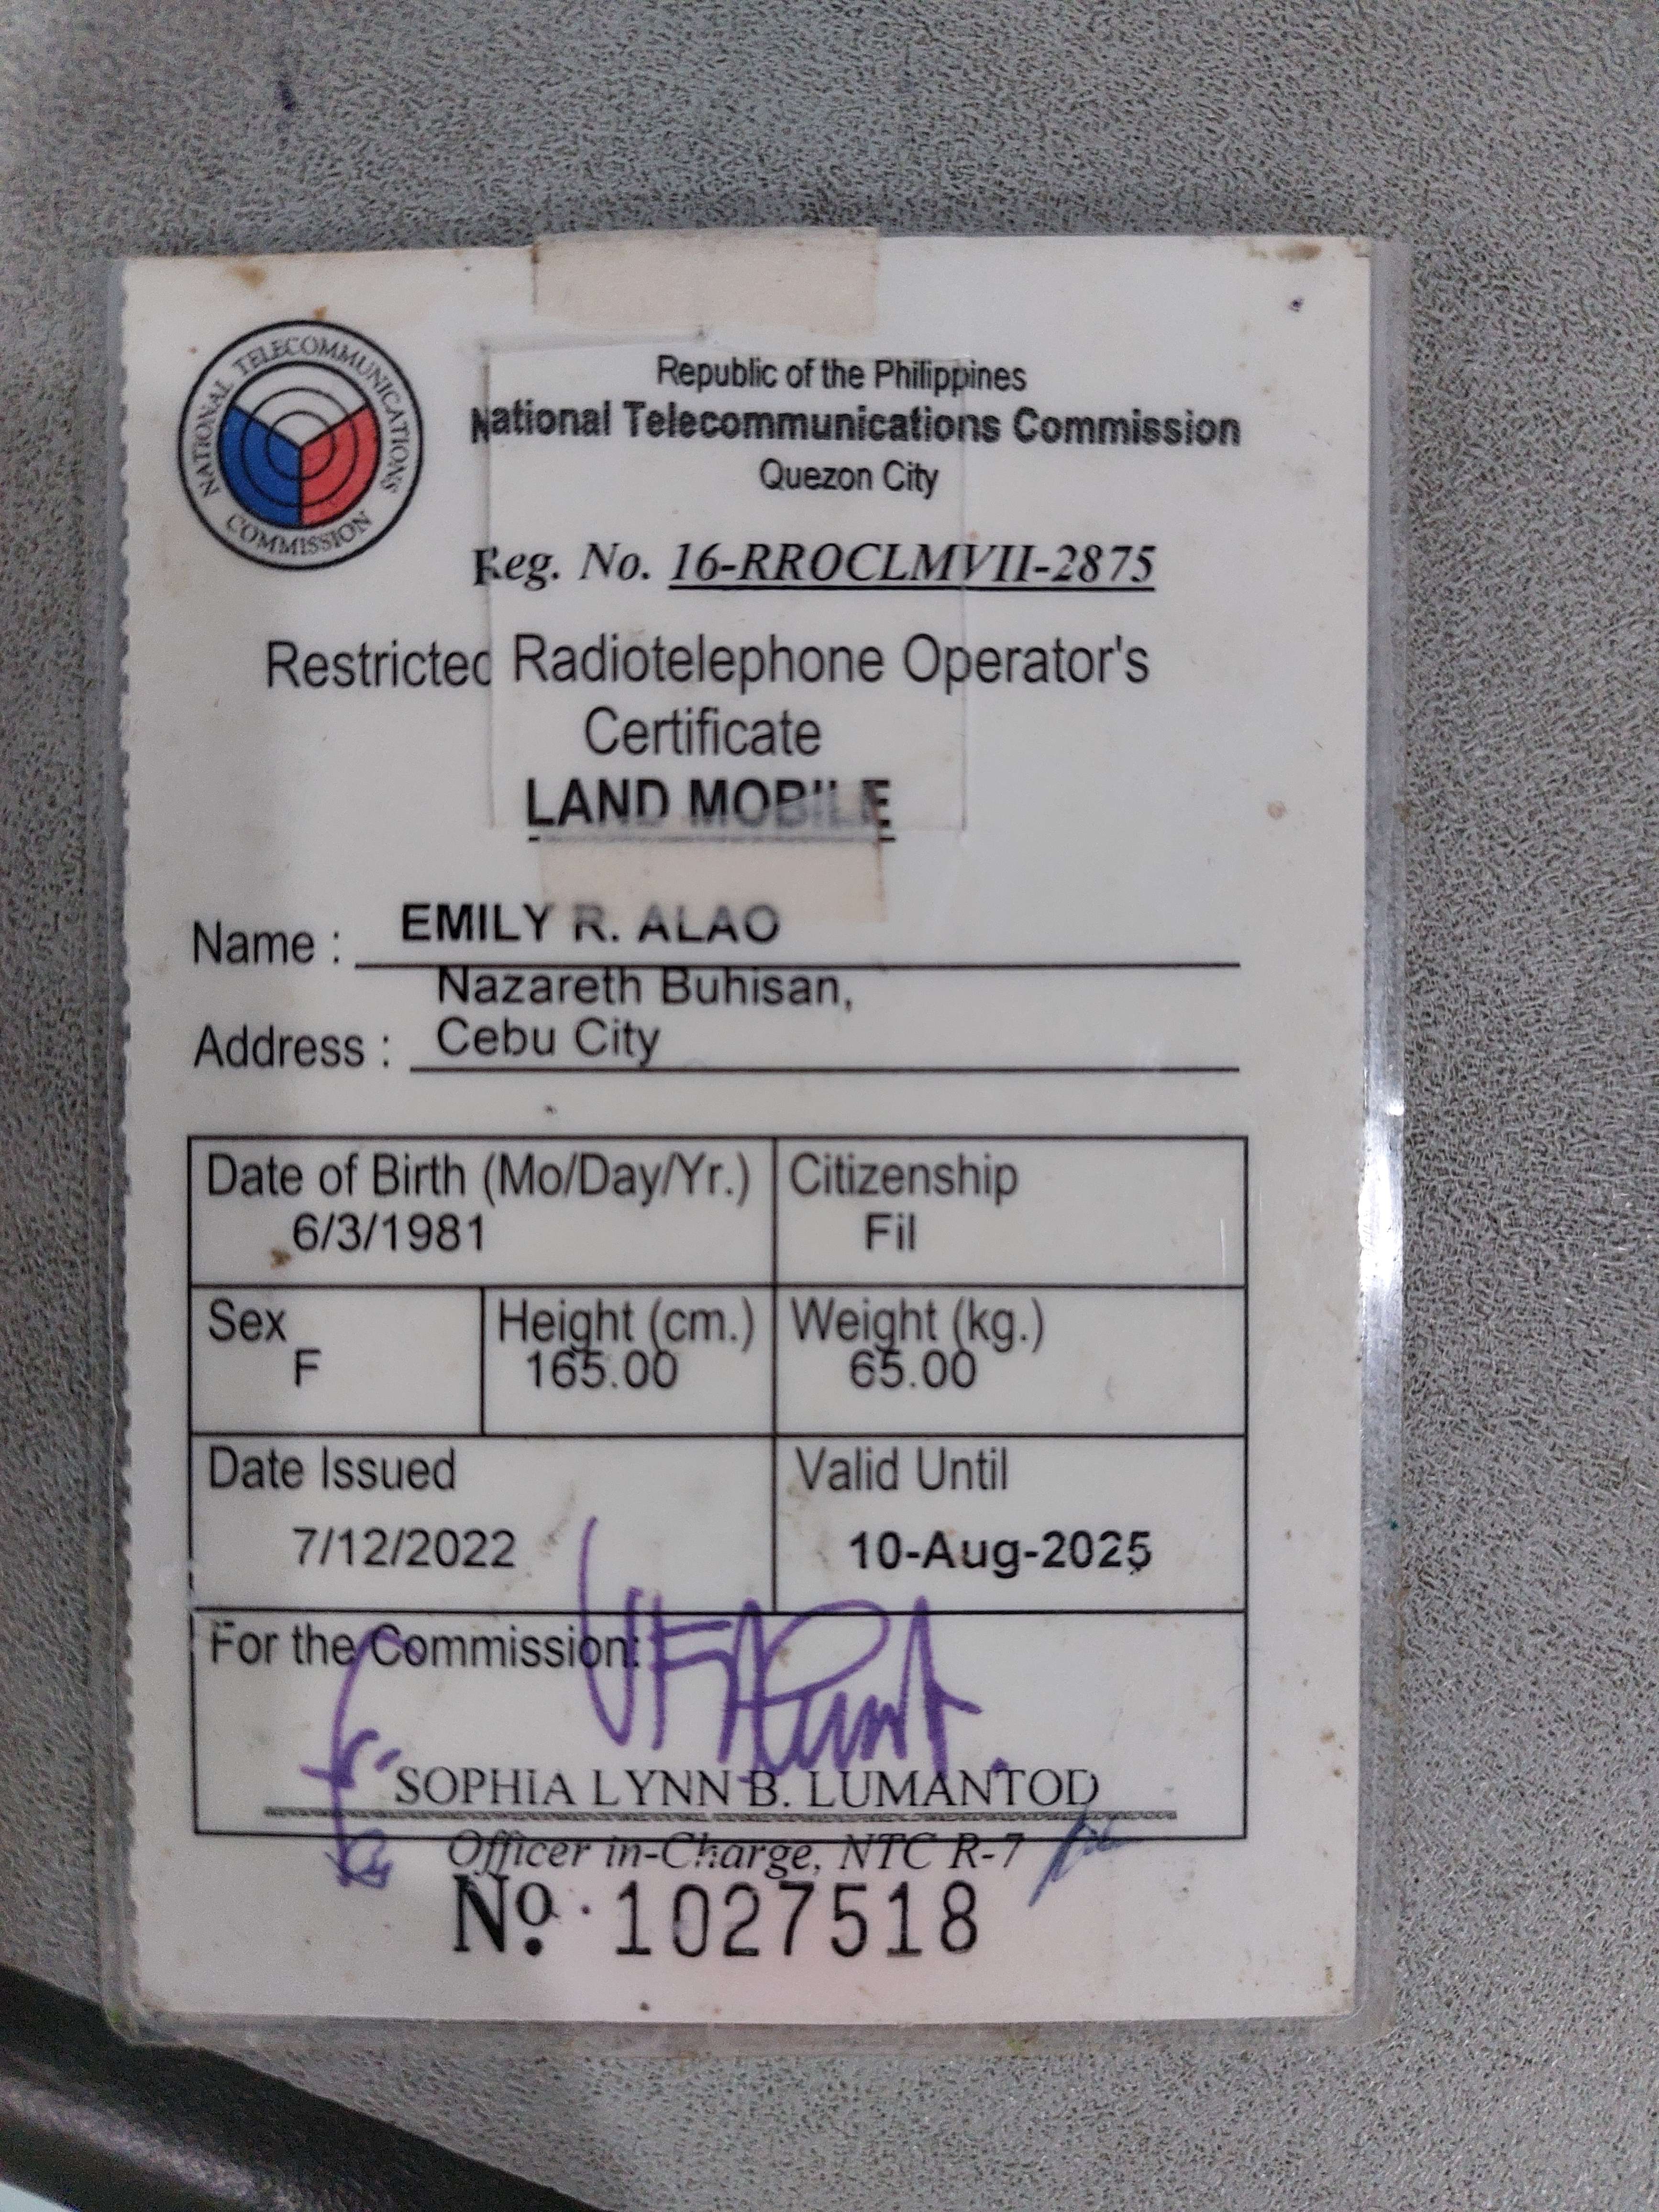 NATIONAL TELECOMMUNICATIONS COMMISSION
Republic of the Philippines
National Telecommunications Commission
Quezon City
Reg. No. 16-RROCLMVII-2875
Restricted Radiotelephone Operator's
Certificate
LAND MOBILE
Name : EMILY R. ALAO
Nazareth Buhisan,
Address : Cebu City
Date of Birth (Mo/Day/Yr.) Citizenship
6/3/1981 Fil
Sex Height (cm.) Weight (kg.)
F 165.00 65.00
Date Issued Valid Until
7/12/2022 10-Aug-2025
For the Commission:
SOPHIA LYNN B. LUMANTOD
Officer in-Charge, NTC R-7
No. 1027518